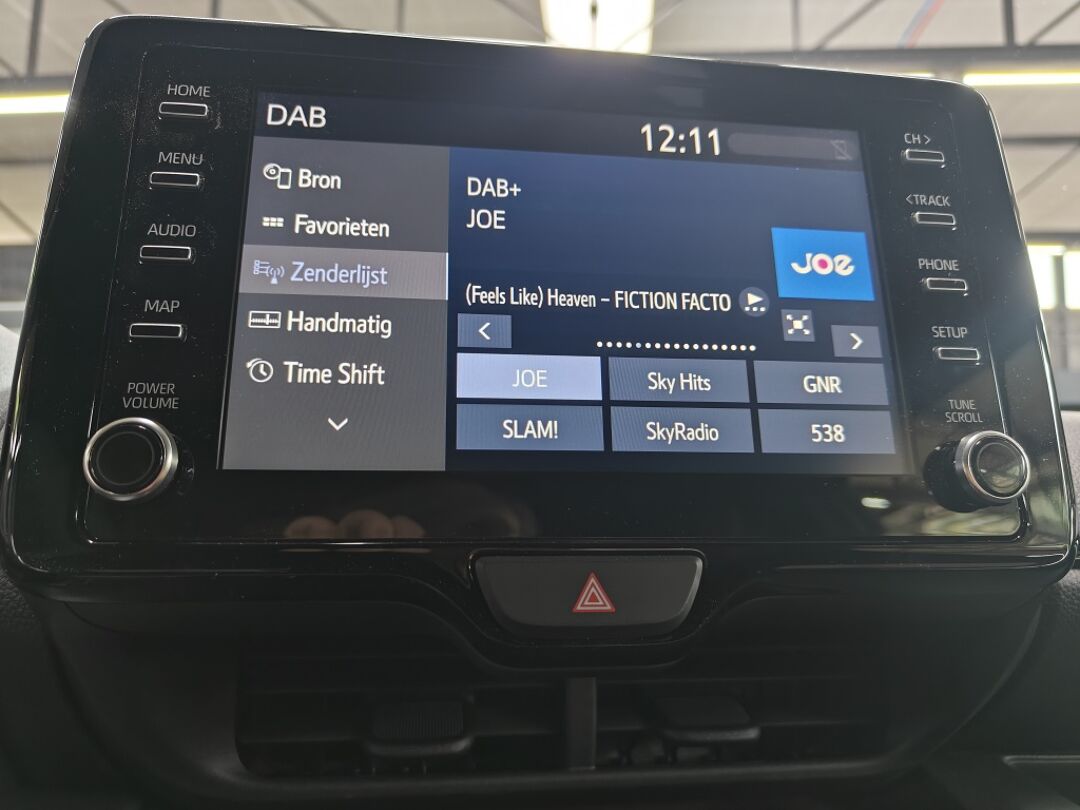 HOME
MENU
AUDIO
MAP
POWER
VOLUME
DAB
12:11
Bron
Favorieten
Zenderlijst
Handmatig
Time Shift
DAB+
JOE
JOE
(Feels Like) Heaven – FICTION FACTO
JOE
Sky Hits
GNR
SLAM!
SkyRadio
538
CH >
< TRACK
PHONE
SETUP
TUNE
SCROLL